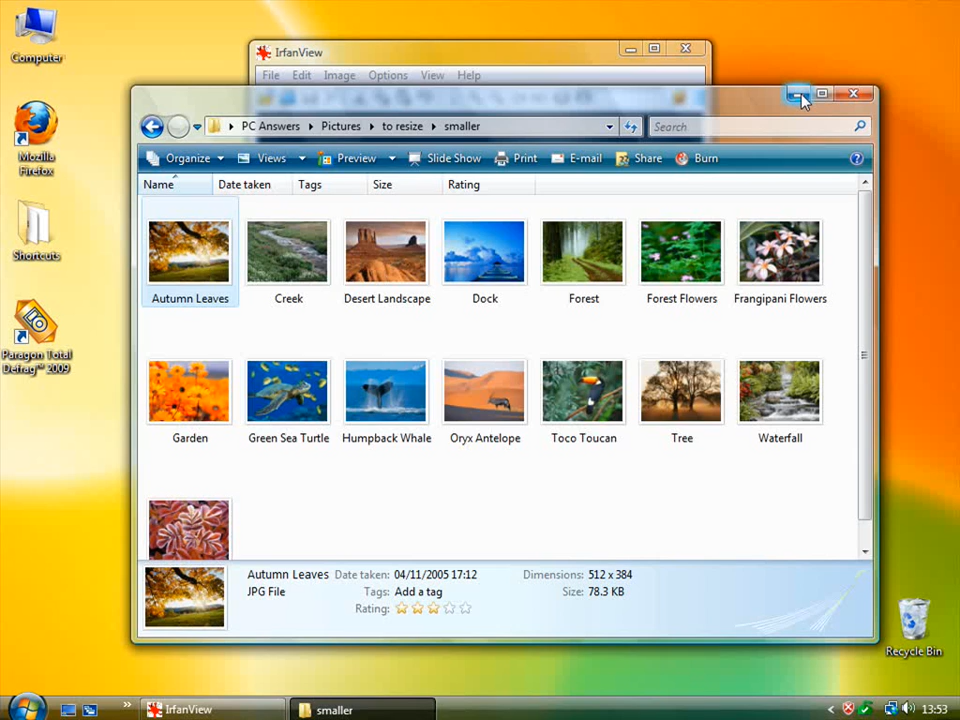 Computer
Mozilla
Firefox
Shortcuts
Paragon Total
Defrag™ 2009
IrfanView
File Edit Image Options View Help
PC Answers Pictures to resize smaller Search
Organize Views Preview Slide Show Print E-mail Share Burn
Name Date taken Tags Size Rating
Autumn Leaves Creek Desert Landscape Dock Forest Forest Flowers Frangipani Flowers
Garden Green Sea Turtle Humpback Whale Oryx Antelope Toco Toucan Tree Waterfall
Autumn Leaves Date taken: 04/11/2005 17:12 Dimensions: 512 x 384
JPG File Tags: Add a tag Size: 78.3 KB
Rating:
Recycle Bin
IrfanView smaller 13:53